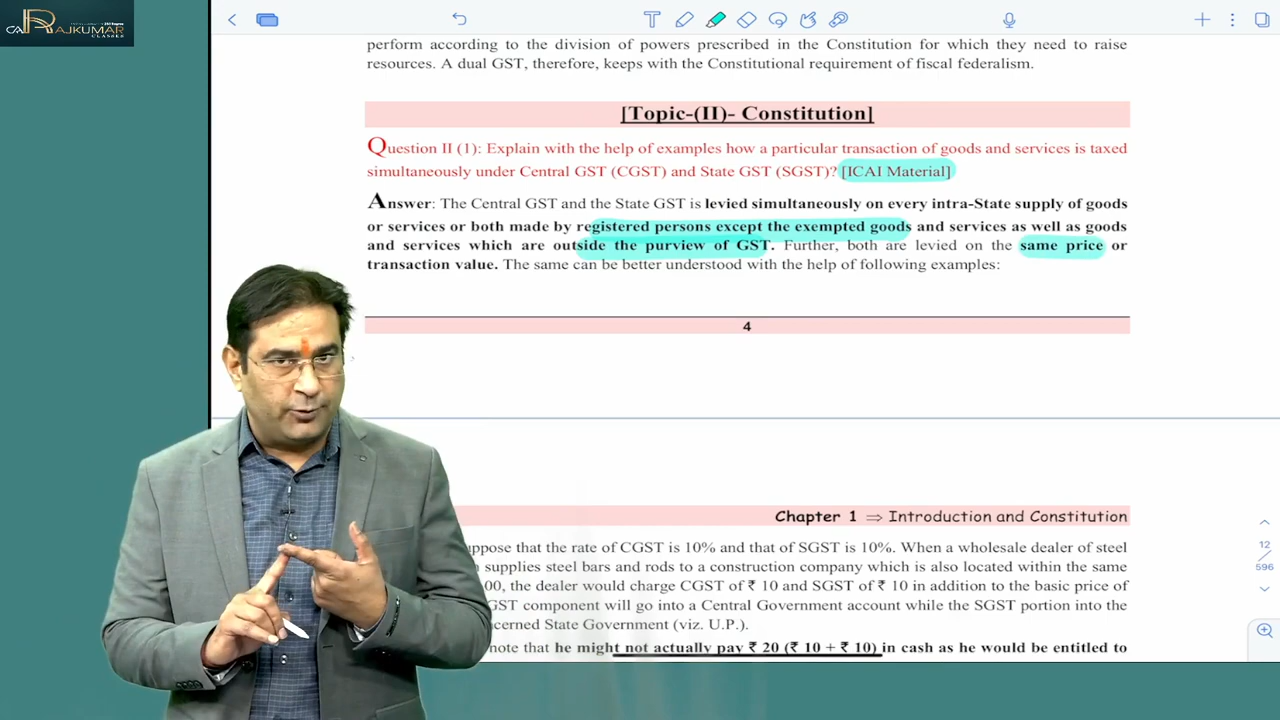 CA RAJKUMAR
CLASSES
perform according to the division of powers prescribed in the Constitution for which they need to raise
resources. A dual GST, therefore, keeps with the Constitutional requirement of fiscal federalism.
[Topic-(II)- Constitution]
Question II (1): Explain with the help of examples how a particular transaction of goods and services is taxed
simultaneously under Central GST (CGST) and State GST (SGST)? [ICAI Material]
Answer: The Central GST and the State GST is levied simultaneously on every intra-State supply of goods
or services or both made by registered persons except the exempted goods and services as well as goods
and services which are outside the purview of GST. Further, both are levied on the same price or
transaction value. The same can be better understood with the help of following examples:
4
Chapter 1 ⇒ Introduction and Constitution
ppose that the rate of CGST is 10% and that of SGST is 10%. When a wholesale dealer of steel
supplies steel bars and rods to a construction company which is also located within the same
00, the dealer would charge CGST of ₹ 10 and SGST of ₹ 10 in addition to the basic price of
GST component will go into a Central Government account while the SGST portion into the
ncerned State Government (viz. U.P.).
note that he might not actually pay ₹ 20 (₹ 10 + ₹ 10) in cash as he would be entitled to
12
596